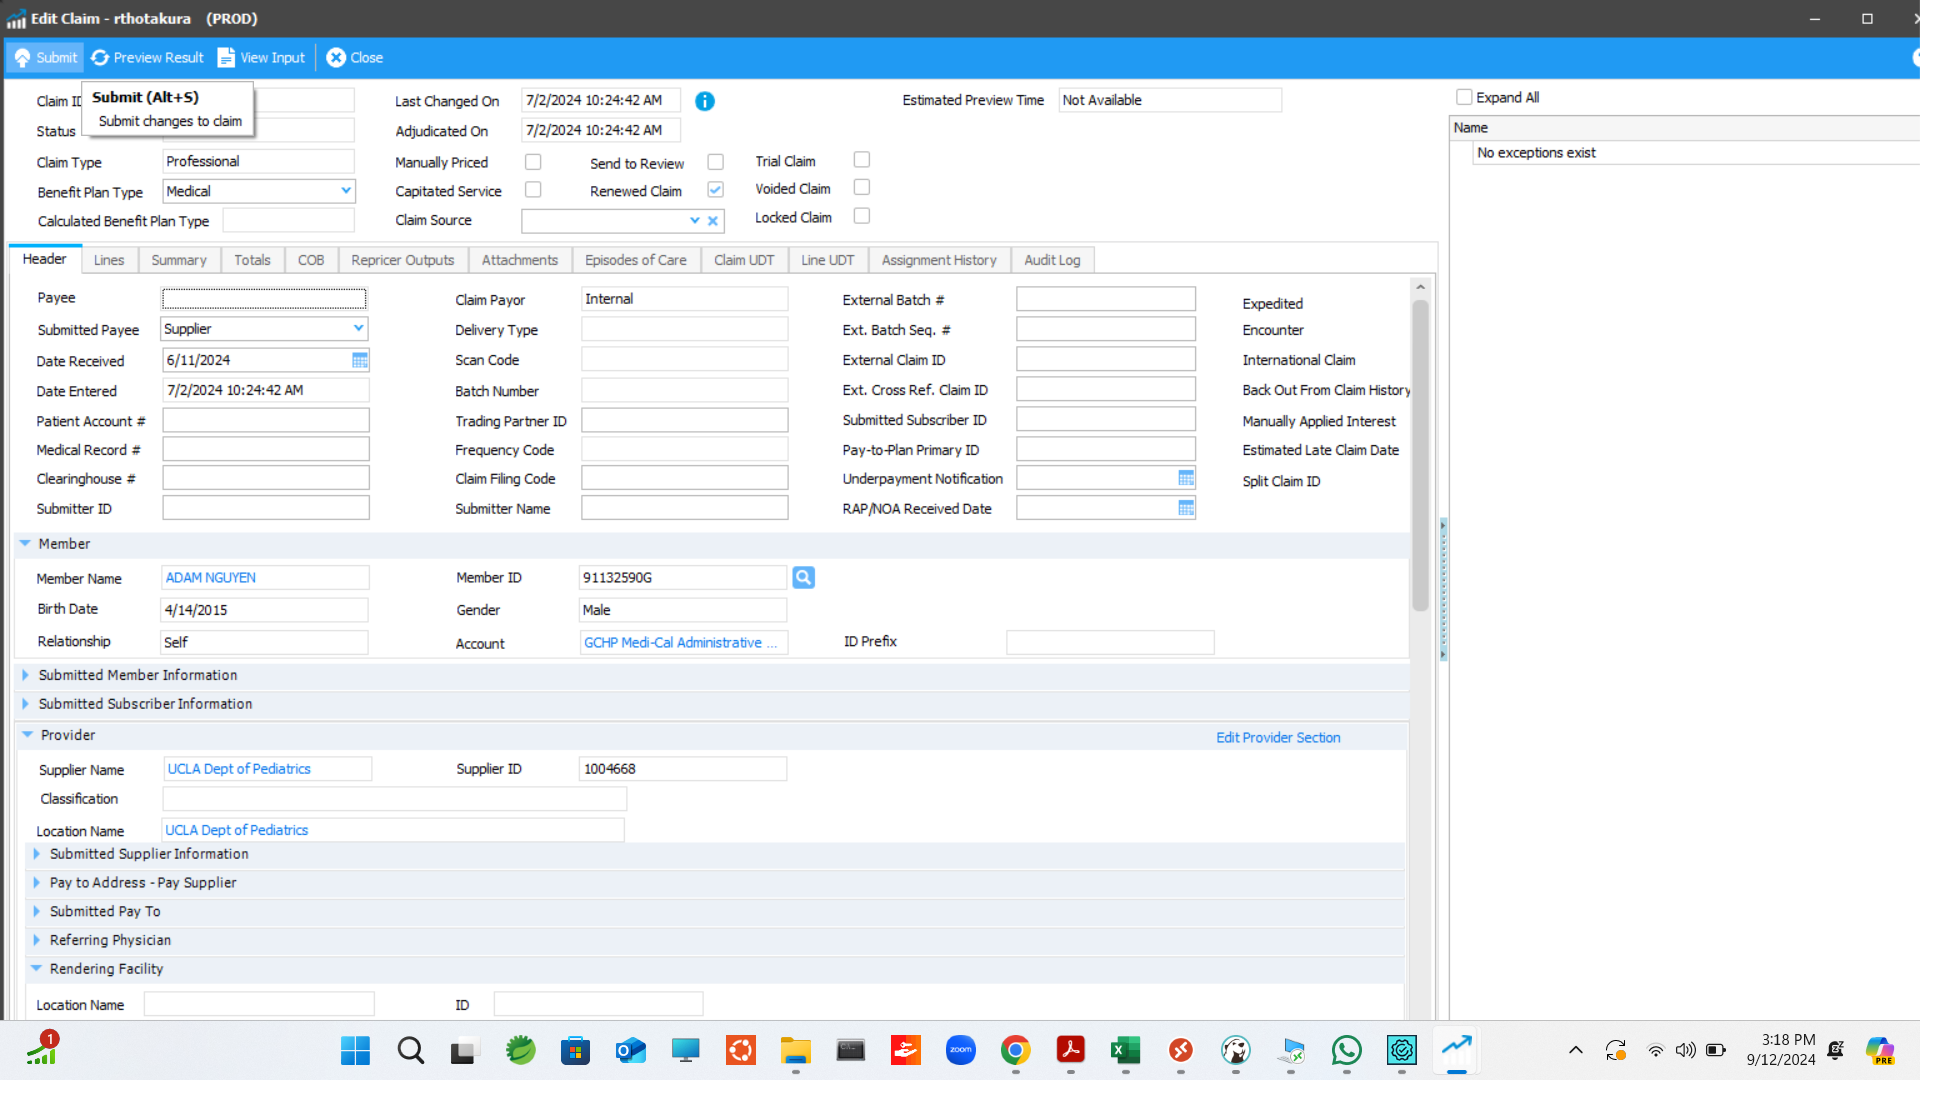 Edit Claim - rthotakura (PROD)
Submit Preview Result View Input Close
Claim ID
Submit (Alt+S)
Submit changes to claim
Last Changed On 7/2/2024 10:24:42 AM
Estimated Preview Time Not Available
Expand All
Status
Adjudicated On 7/2/2024 10:24:42 AM
Name
Claim Type Professional
Manually Priced Send to Review Trial Claim
No exceptions exist
Benefit Plan Type Medical
Capitated Service Renewed Claim Voided Claim
Calculated Benefit Plan Type
Claim Source Locked Claim
Header Lines Summary Totals COB Repricer Outputs Attachments Episodes of Care Claim UDT Line UDT Assignment History Audit Log
Payee Claim Payor Internal External Batch # Expedited
Submitted Payee Supplier Delivery Type Ext. Batch Seq. # Encounter
Date Received 6/11/2024 Scan Code External Claim ID International Claim
Date Entered 7/2/2024 10:24:42 AM Batch Number Ext. Cross Ref. Claim ID Back Out From Claim History
Patient Account # Trading Partner ID Submitted Subscriber ID Manually Applied Interest
Medical Record # Frequency Code Pay-to-Plan Primary ID Estimated Late Claim Date
Clearinghouse # Claim Filing Code Underpayment Notification Split Claim ID
Submitter ID Submitter Name RAP/NOA Received Date
Member
Member Name ADAM NGUYEN Member ID 91132590G
Birth Date 4/14/2015 Gender Male
Relationship Self Account GCHP Medi-Cal Administrative ... ID Prefix
Submitted Member Information
Submitted Subscriber Information
Provider Edit Provider Section
Supplier Name UCLA Dept of Pediatrics Supplier ID 1004668
Classification
Location Name UCLA Dept of Pediatrics
Submitted Supplier Information
Pay to Address - Pay Supplier
Submitted Pay To
Referring Physician
Rendering Facility
Location Name ID
1
zoom
3:18 PM
9/12/2024
PRE